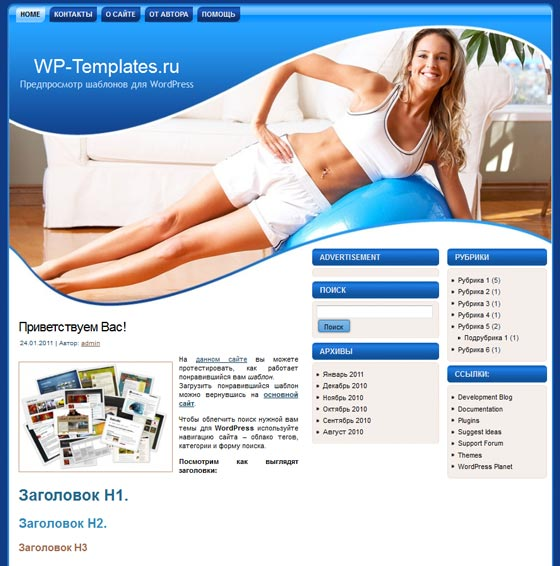 HOME КОНТАКТЫ О САЙТЕ ОТ АВТОРА ПОМОЩЬ
WP-Templates.ru
Предпросмотр шаблонов для WordPress
Приветствуем Вас!
24.01.2011 | Автор: admin
На данном сайте вы можете
протестировать, как работает
понравившийся вам шаблон.
Загрузить понравившийся шаблон
можно вернувшись на основной
сайт.
Чтобы облегчить поиск нужной вам
темы для WordPress используйте
навигацию сайта – облако тегов,
категории и форму поиска.
Посмотрим как выглядят
заголовки:
Заголовок H1.
Заголовок H2.
Заголовок H3
ADVERTISEMENT
ПОИСК
Поиск
АРХИВЫ
Январь 2011
Декабрь 2010
Ноябрь 2010
Октябрь 2010
Сентябрь 2010
Август 2010
РУБРИКИ
Рубрика 1 (5)
Рубрика 2 (1)
Рубрика 3 (1)
Рубрика 4 (1)
Рубрика 5 (2)
Подрубрика 1 (1)
Рубрика 6 (1)
ССЫЛКИ:
Development Blog
Documentation
Plugins
Suggest Ideas
Support Forum
Themes
WordPress Planet